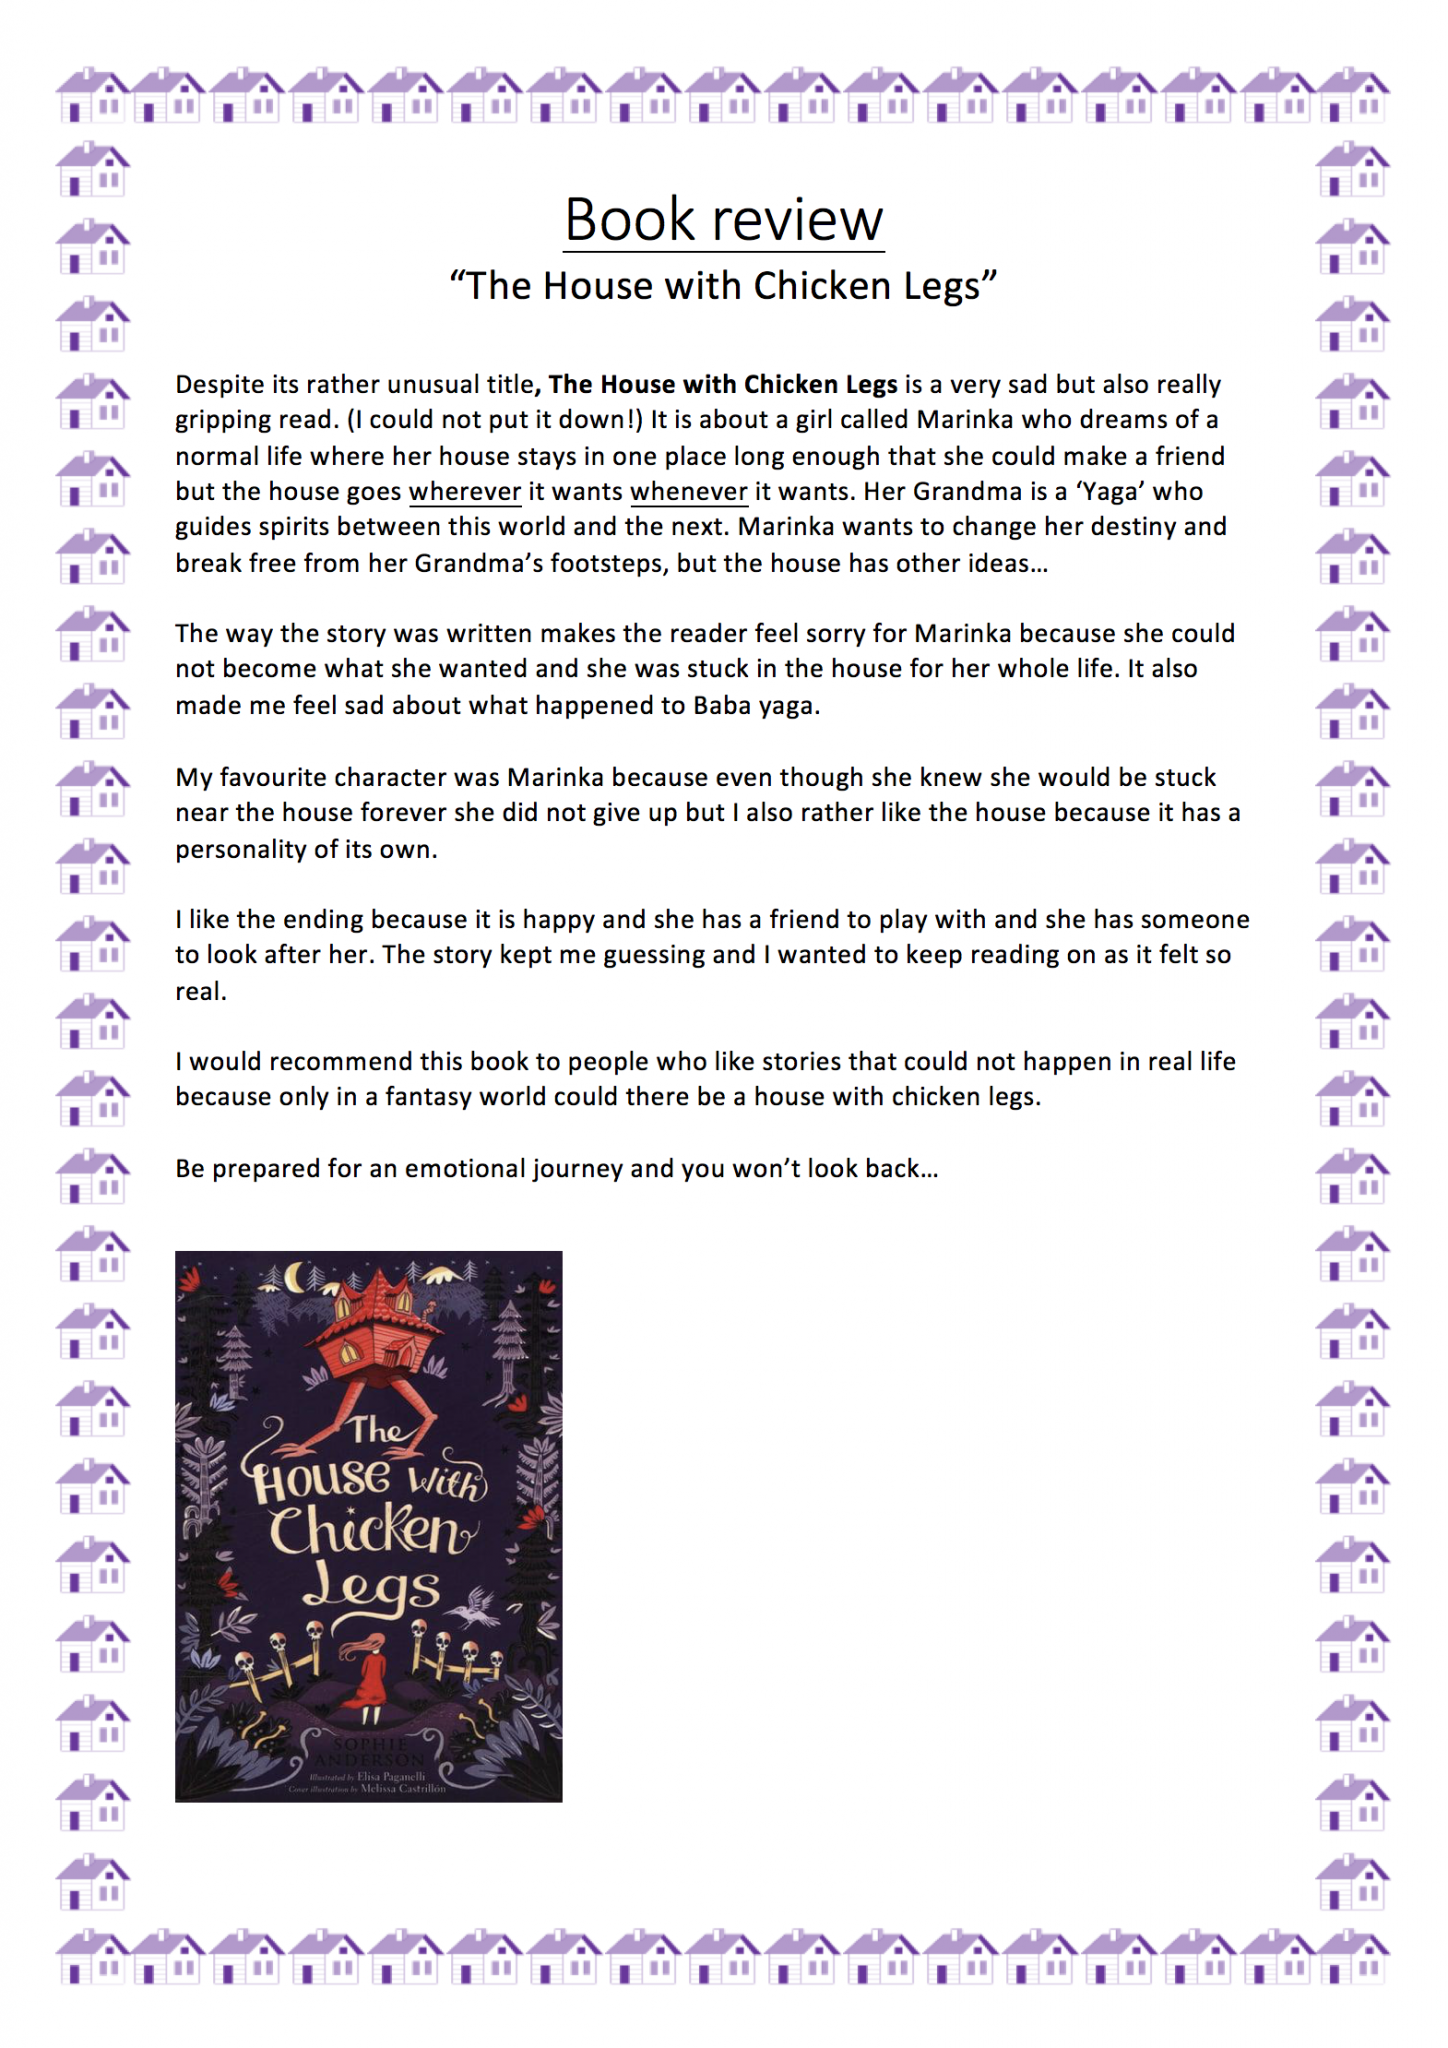 Book review
“The House with Chicken Legs”
Despite its rather unusual title, The House with Chicken Legs is a very sad but also really
gripping read. (I could not put it down!) It is about a girl called Marinka who dreams of a
normal life where her house stays in one place long enough that she could make a friend
but the house goes wherever it wants whenever it wants. Her Grandma is a ‘Yaga’ who
guides spirits between this world and the next. Marinka wants to change her destiny and
break free from her Grandma’s footsteps, but the house has other ideas…
The way the story was written makes the reader feel sorry for Marinka because she could
not become what she wanted and she was stuck in the house for her whole life. It also
made me feel sad about what happened to Baba yaga.
My favourite character was Marinka because even though she knew she would be stuck
near the house forever she did not give up but I also rather like the house because it has a
personality of its own.
I like the ending because it is happy and she has a friend to play with and she has someone
to look after her. The story kept me guessing and I wanted to keep reading on as it felt so
real.
I would recommend this book to people who like stories that could not happen in real life
because only in a fantasy world could there be a house with chicken legs.
Be prepared for an emotional journey and you won’t look back…
The
House with
Chicken
Legs
SOPHIE
ANDERSON
Illustrated by Elisa Paganelli
Cover illustration by Melissa Castrillón